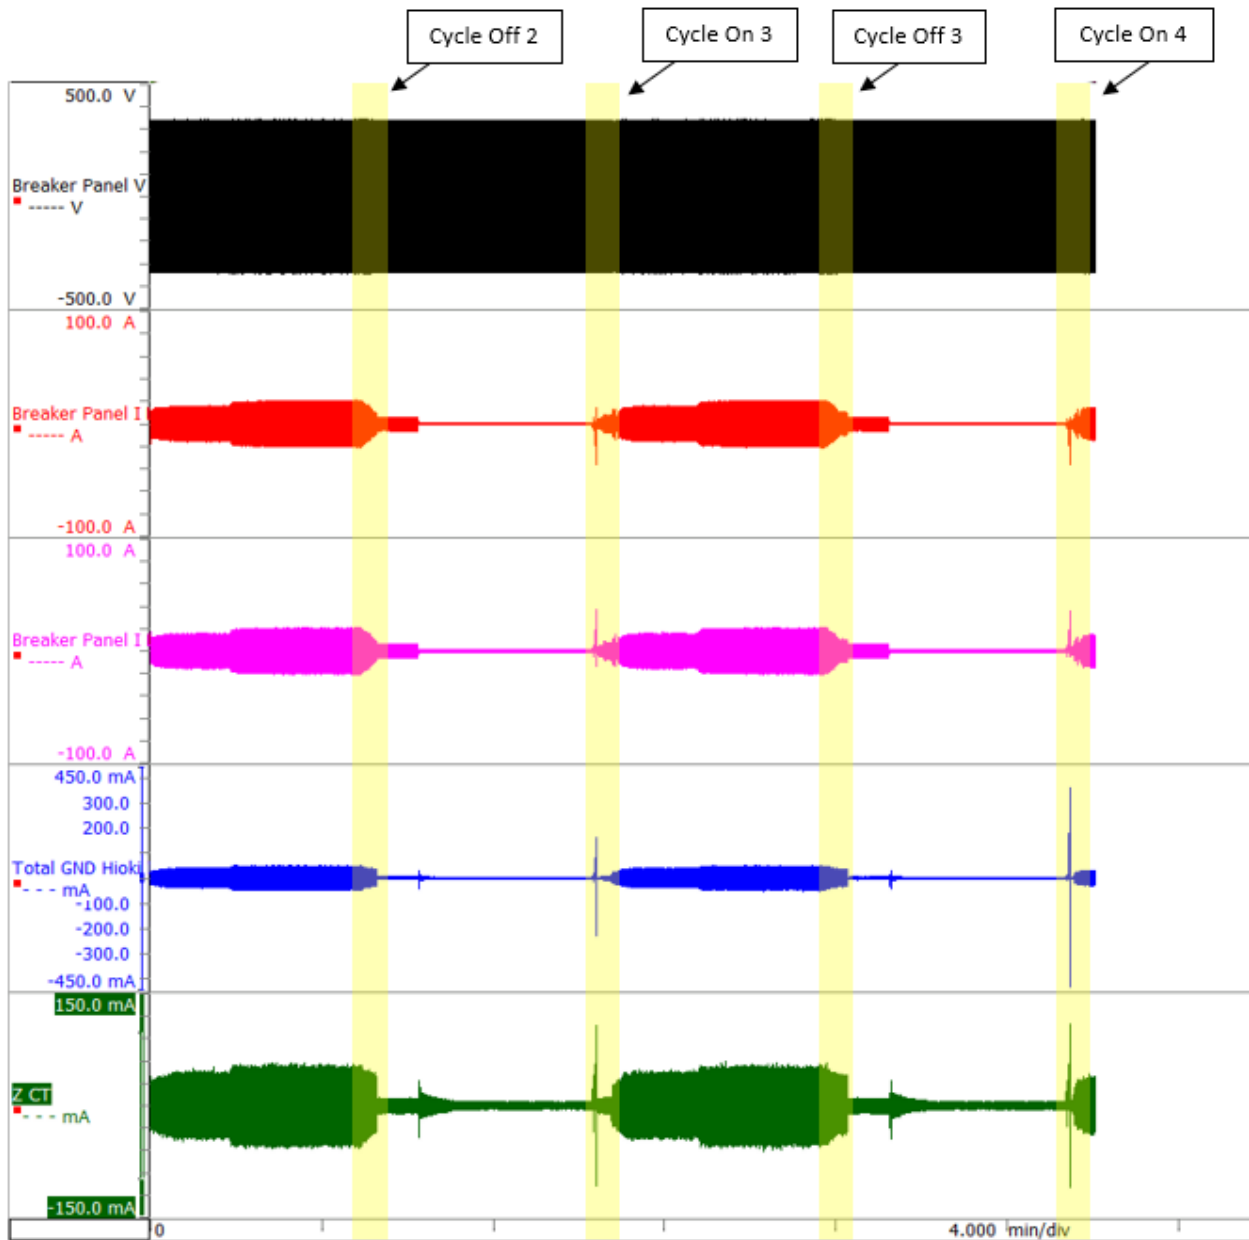 Cycle Off 2
Cycle On 3
Cycle Off 3
Cycle On 4
500.0 V
Breaker Panel V
----- V
-500.0 V
100.0 A
Breaker Panel I
----- A
-100.0 A
100.0 A
Breaker Panel I
----- A
-100.0 A
450.0 mA
300.0
200.0
Total GND Hioki
- - - mA
-100.0
-200.0
-300.0
-450.0 mA
150.0 mA
Z CT
- - - mA
-150.0 mA
0
4.000 min/div